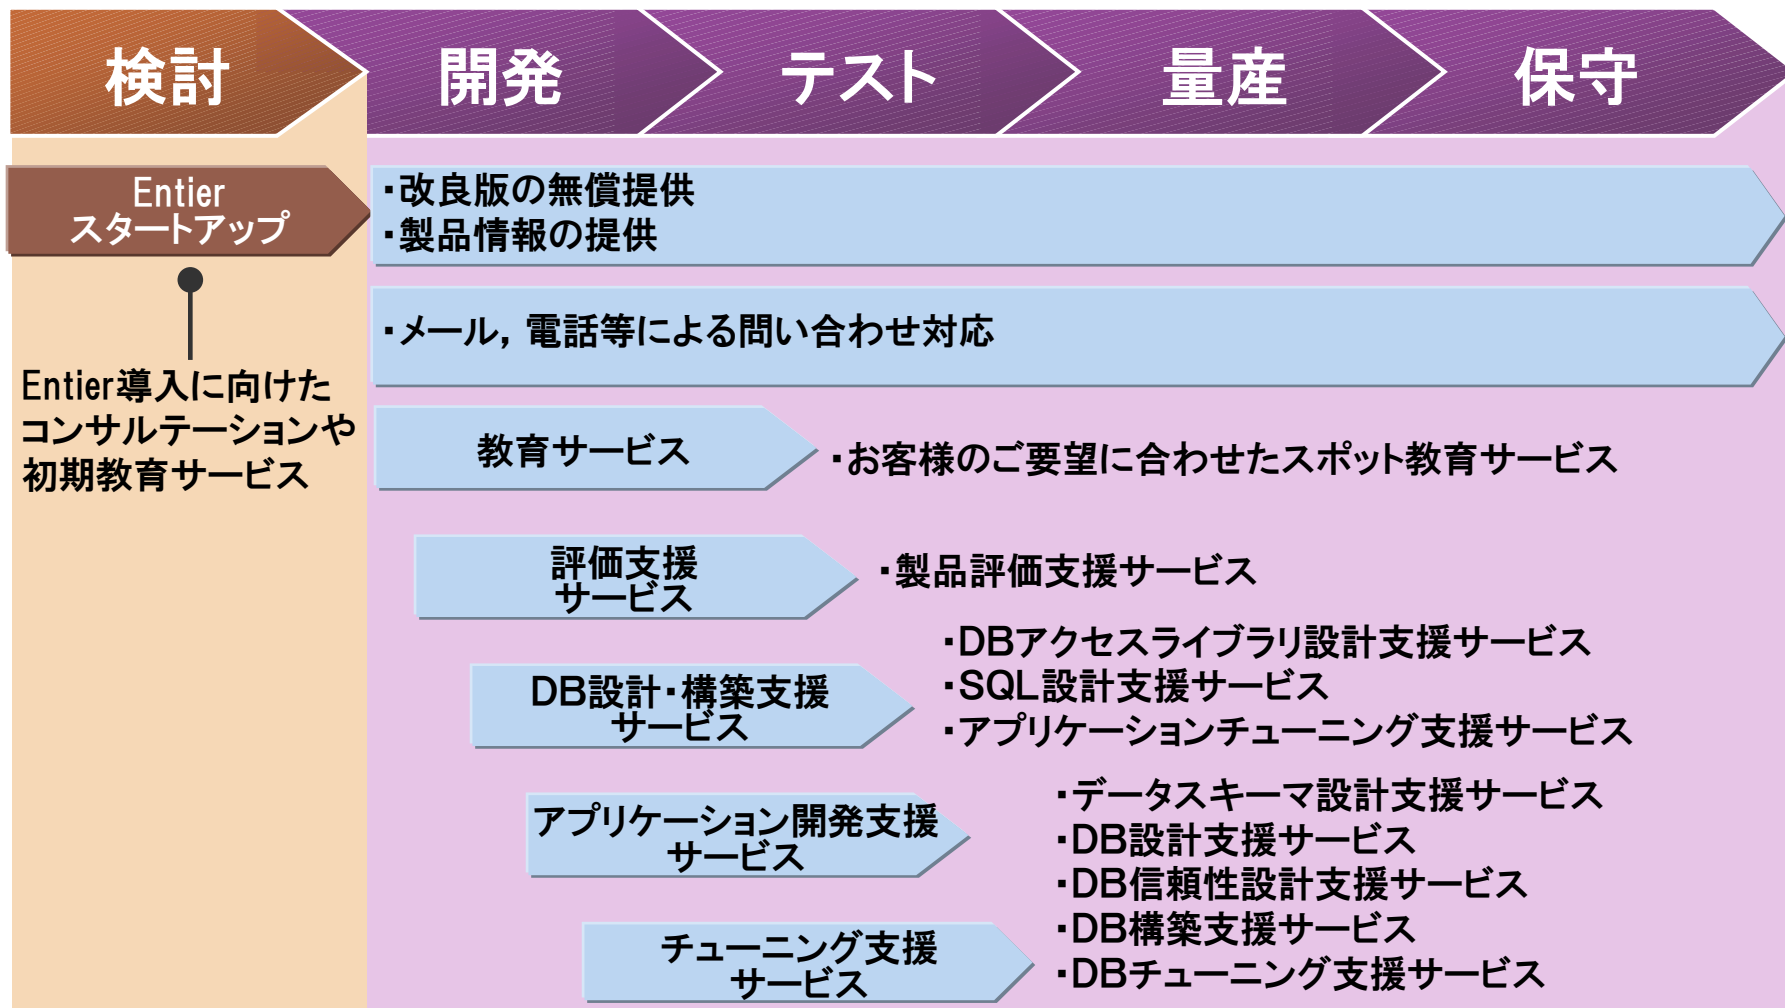 検討
開発
テスト
量産
保守
Entier
スタートアップ
Entier導入に向けた
コンサルテーションや
初期教育サービス
・改良版の無償提供
・製品情報の提供
・メール，電話等による問い合わせ対応
教育サービス
・お客様のご要望に合わせたスポット教育サービス
評価支援
サービス
・製品評価支援サービス
DB設計・構築支援
サービス
・DBアクセスライブラリ設計支援サービス
・SQL設計支援サービス
・アプリケーションチューニング支援サービス
アプリケーション開発支援
サービス
・データスキーマ設計支援サービス
・DB設計支援サービス
・DB信頼性設計支援サービス
・DB構築支援サービス
・DBチューニング支援サービス
チューニング支援
サービス